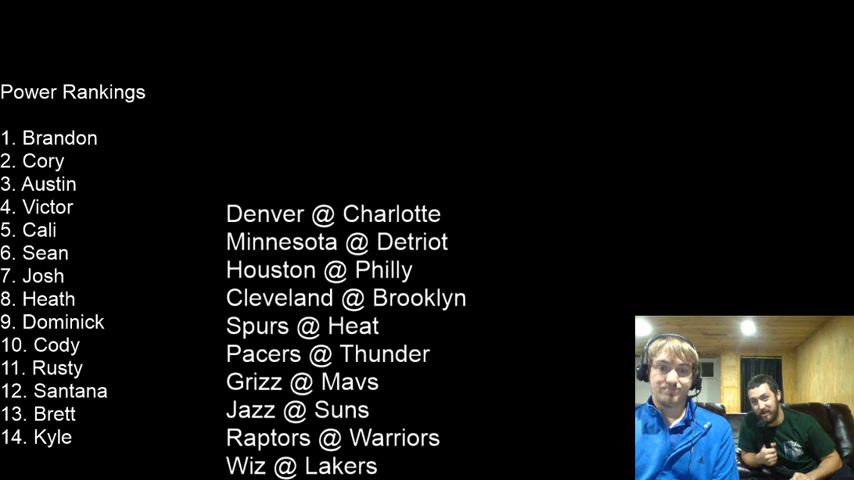 Power Rankings
1. Brandon
2. Cory
3. Austin
4. Victor
5. Cali
6. Sean
7. Josh
8. Heath
9. Dominick
10. Cody
11. Rusty
12. Santana
13. Brett
14. Kyle
Denver @ Charlotte
Minnesota @ Detriot
Houston @ Philly
Cleveland @ Brooklyn
Spurs @ Heat
Pacers @ Thunder
Grizz @ Mavs
Jazz @ Suns
Raptors @ Warriors
Wiz @ Lakers